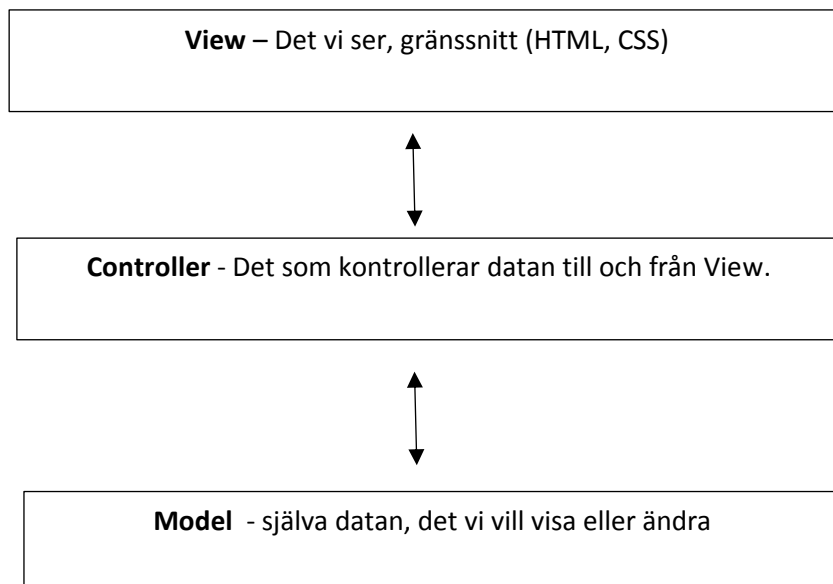 View – Det vi ser, gränssnitt (HTML, CSS)
Controller - Det som kontrollerar datan till och från View.
Model - själva datan, det vi vill visa eller ändra